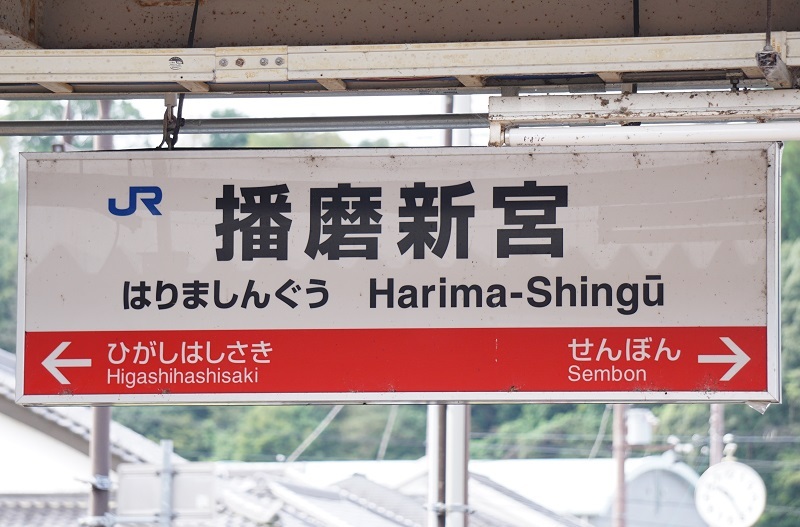 JR 播磨新宮
はりましんぐう Harima-Shingū
← ひがしはしさき せんぼん →
Higashihashisaki Sembon